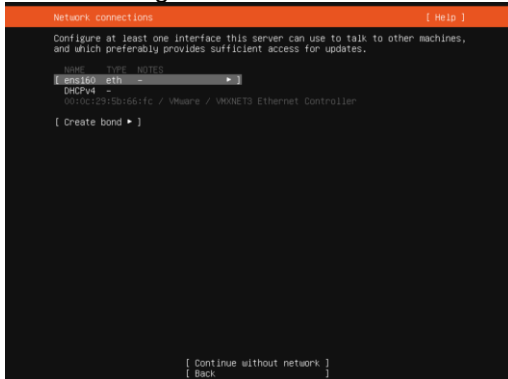 Network connections [ Help ]
Configure at least one interface this server can use to talk to other machines,
and which preferably provides sufficient access for updates.
NAME TYPE NOTES
[ ens160 eth - ▸ ]
DHCPv4 -
00:0c:29:5b:66:fc / VMware / VMXNET3 Ethernet Controller
[ Create bond ▸ ]
[ Continue without network ]
[ Back ]